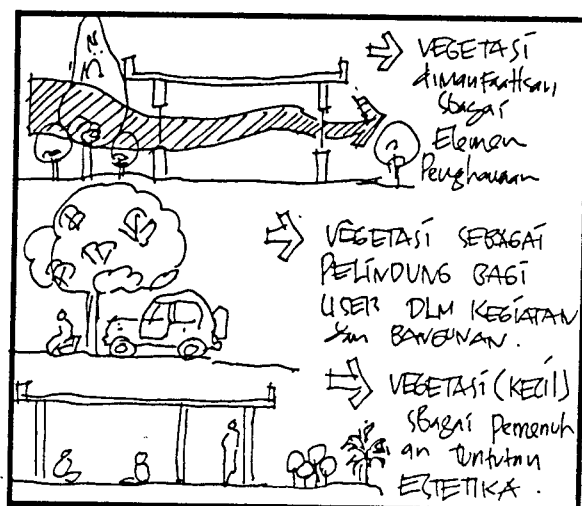 VEGETASI
dimanfaatkan
sbagai
Elemen
Penghawaan
VEGETASI SEBAGAI
PELINDUNG BAGI
USER DLM KEGIATAN
dan BANGUNAN.
VEGETASI (KECIL)
sbagai pemenuh
an tuntutan
ESTETIKA.